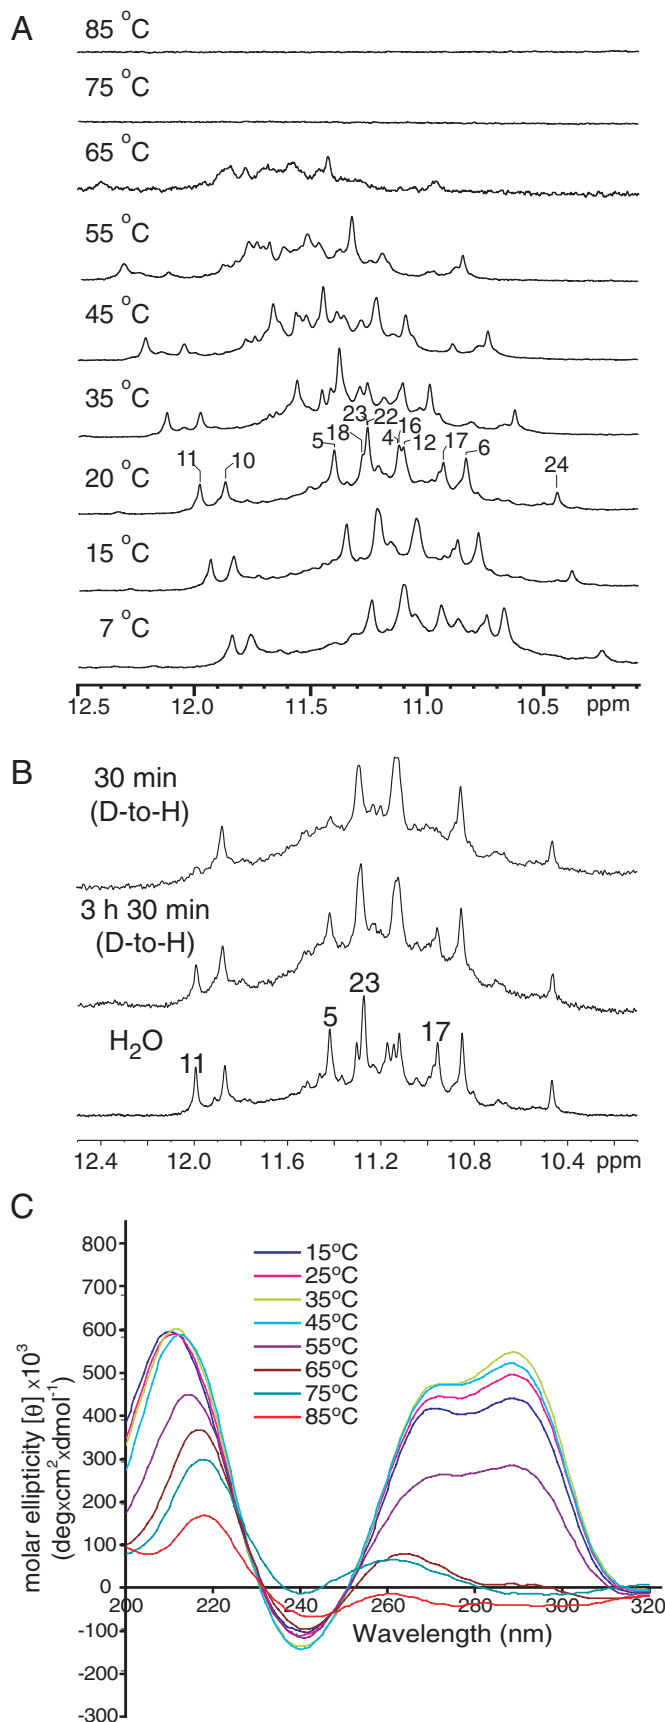 A
85 °C
75 °C
65 °C
55 °C
45 °C
35 °C
20 °C
11 10 5 18 23 22 4 16 12 17 6 24
15 °C
7 °C
12.5 12.0 11.5 11.0 10.5 ppm
B
30 min
(D-to-H)
3 h 30 min
(D-to-H)
H₂O
11 5 23 17
12.4 12.0 11.6 11.2 10.8 10.4 ppm
C
800
700
600
500
400
300
200
100
0
-100
-200
-300
molar ellipticity [θ] x10³
(degxcm²xdmol⁻¹)
15°C
25°C
35°C
45°C
55°C
65°C
75°C
85°C
200 220 240 260 280 300 320
Wavelength (nm)